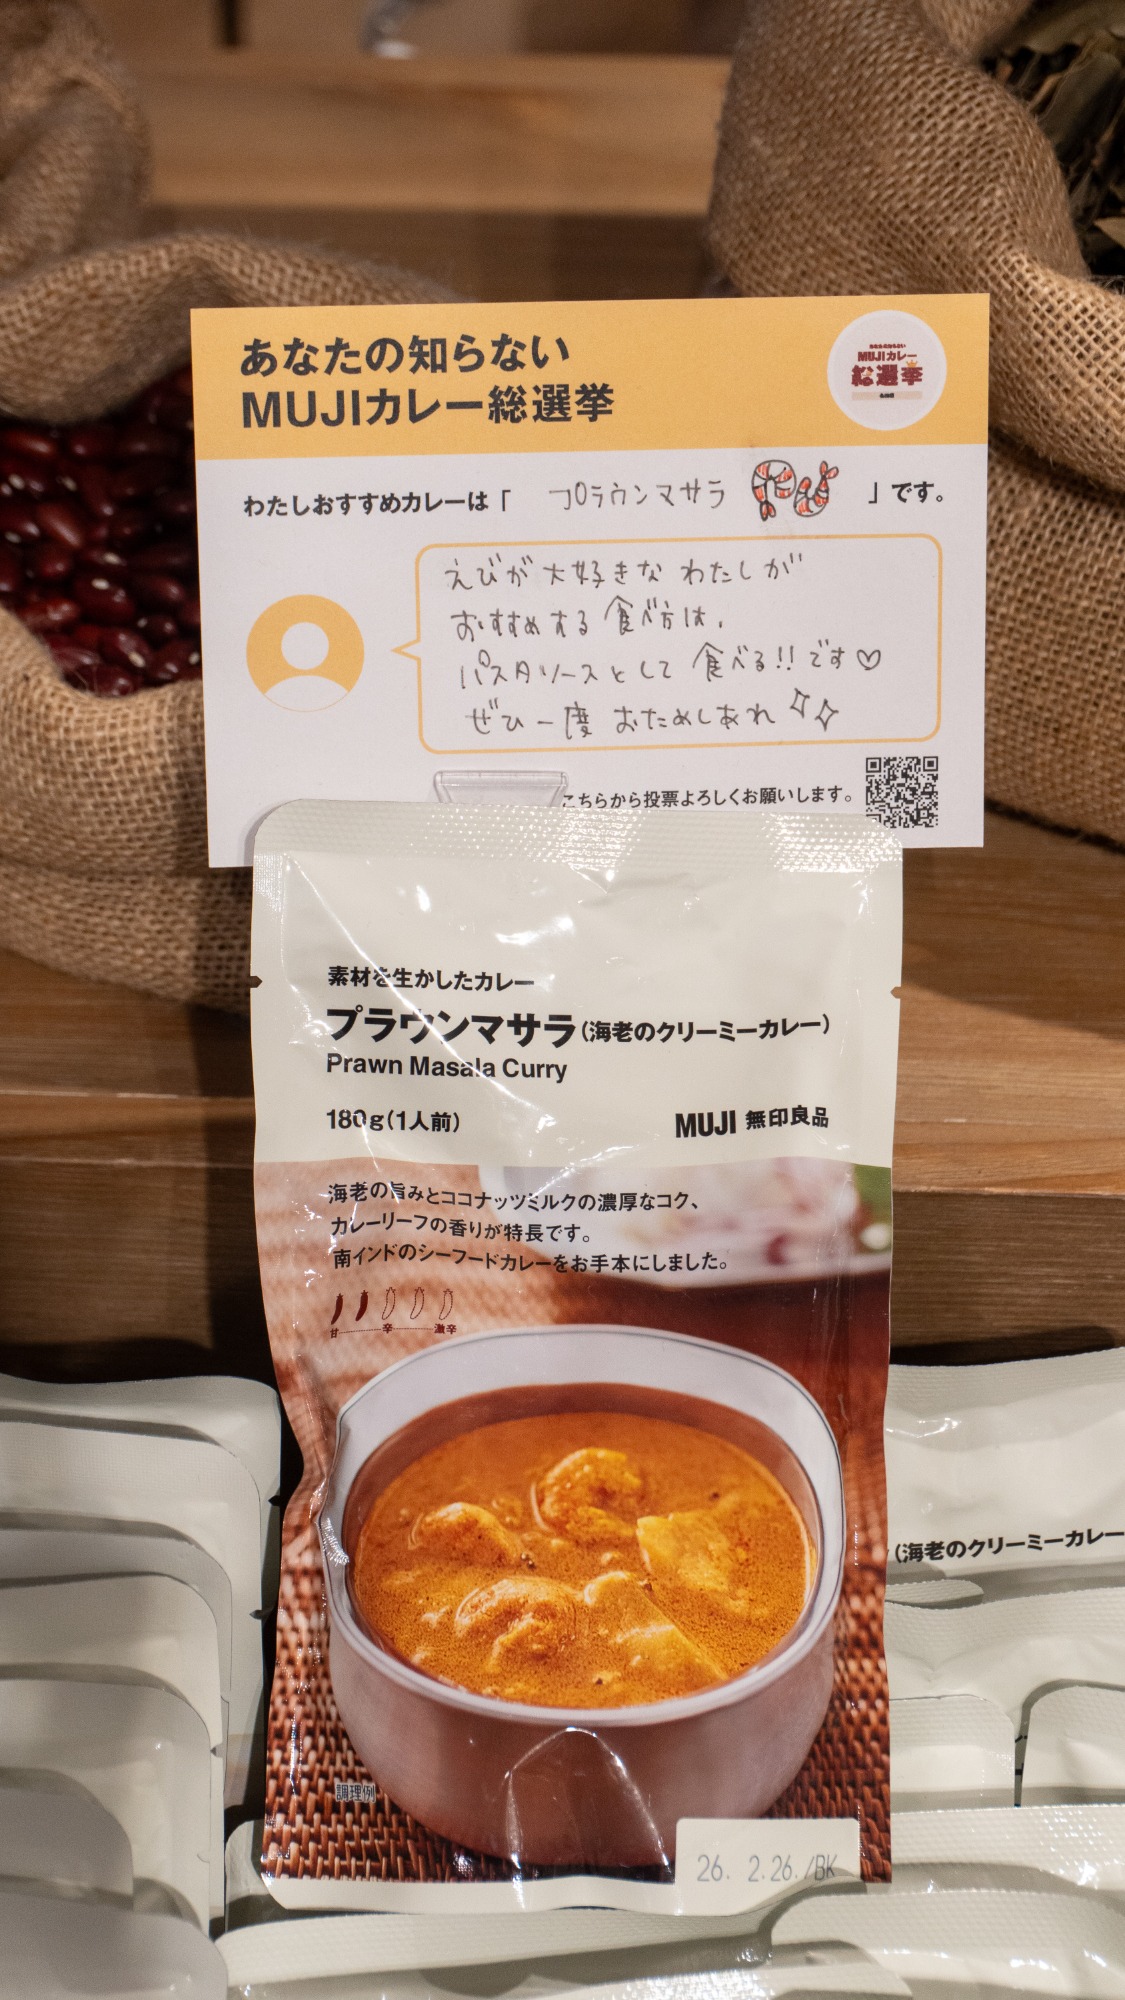 あなたの知らない
MUJIカレー総選挙
あなたの知らない
MUJIカレー
総選挙
わたしおすすめカレーは「 プラウンマサラ 」です。
えびが大好きなわたしが
おすすめする食べ方は、
パスタソースとして食べる!!です♡
ぜひ一度おためしあれ
こちらから投票よろしくお願いします。
素材を生かしたカレー
プラウンマサラ(海老のクリーミーカレー)
Prawn Masala Curry
180g(1人前)
MUJI 無印良品
海老の旨みとココナッツミルクの濃厚なコク、
カレーリーフの香りが特長です。
南インドのシーフードカレーをお手本にしました。
甘 辛 激辛
(海老のクリーミーカレー
調理例
26. 2.26./BK